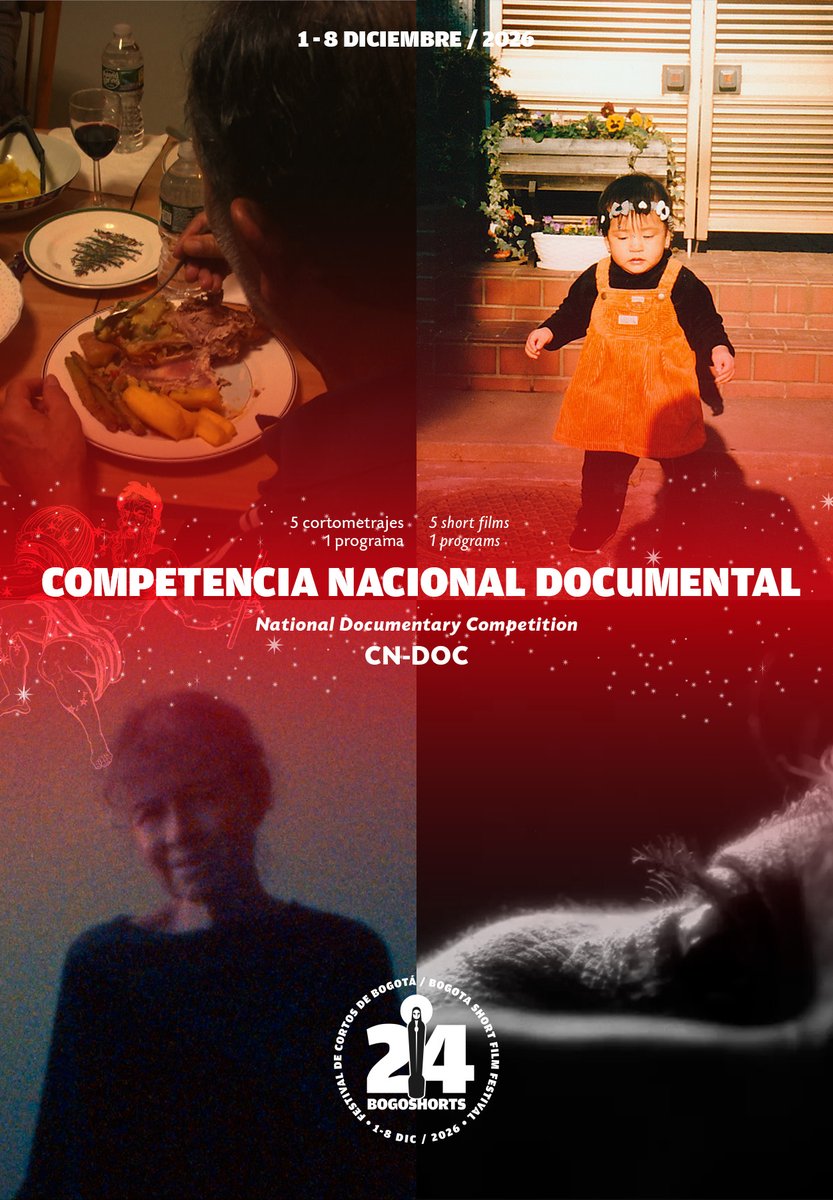 1 - 8 DICIEMBRE / 2026
5 cortometrajes
1 programa
5 short films
1 programs
COMPETENCIA NACIONAL DOCUMENTAL
National Documentary Competition
CN-DOC
FESTIVAL DE CORTOS DE BOGOTÁ / BOGOTA SHORT FILM FESTIVAL
24
BOGOSHORTS
• 1-8 DIC / 2026 •